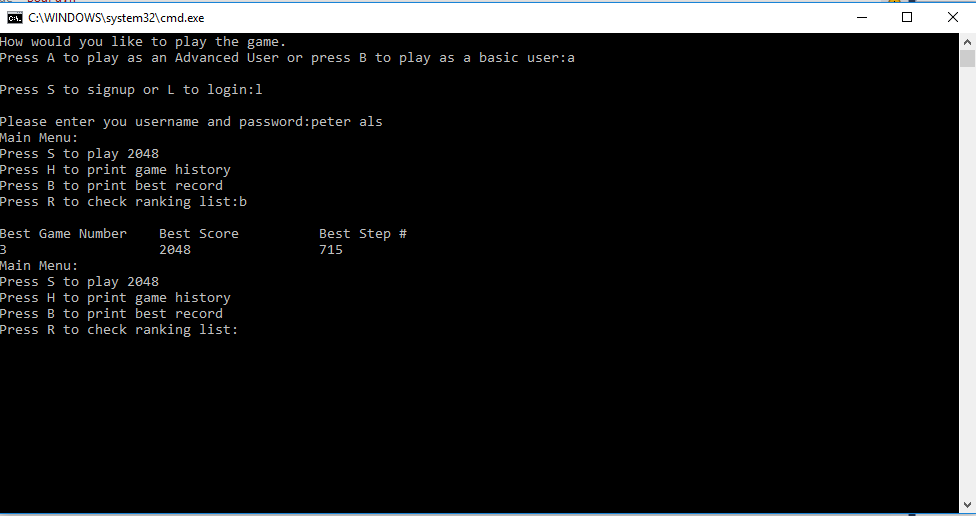 C:\WINDOWS\system32\cmd.exe
How would you like to play the game.
Press A to play as an Advanced User or press B to play as a basic user:a
Press S to signup or L to login:l
Please enter you username and password:peter als
Main Menu:
Press S to play 2048
Press H to print game history
Press B to print best record
Press R to check ranking list:b
Best Game Number    Best Score          Best Step #
3                   2048                715
Main Menu:
Press S to play 2048
Press H to print game history
Press B to print best record
Press R to check ranking list: